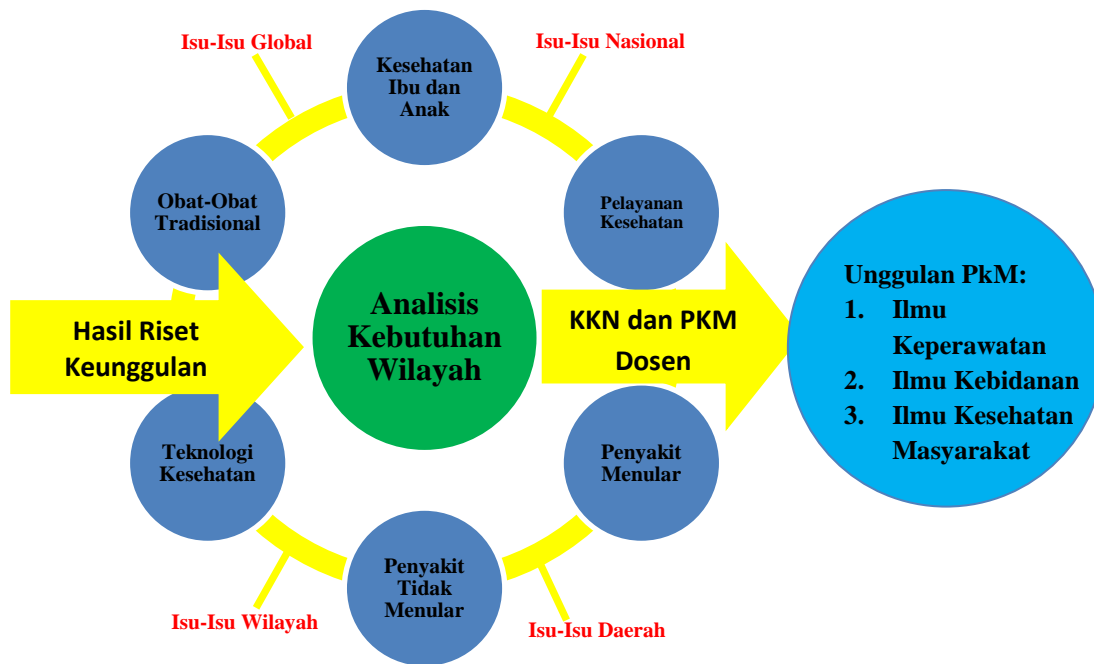 Isu-Isu Global
Isu-Isu Nasional
Kesehatan
Ibu dan
Anak
Obat-Obat
Tradisional
Pelayanan
Kesehatan
Hasil Riset
Keunggulan
Analisis
Kebutuhan
Wilayah
KKN dan PKM
Dosen
Unggulan PkM:
1. Ilmu
Keperawatan
2. Ilmu Kebidanan
3. Ilmu Kesehatan
Masyarakat
Teknologi
Kesehatan
Penyakit
Menular
Penyakit
Tidak
Menular
Isu-Isu Wilayah
Isu-Isu Daerah